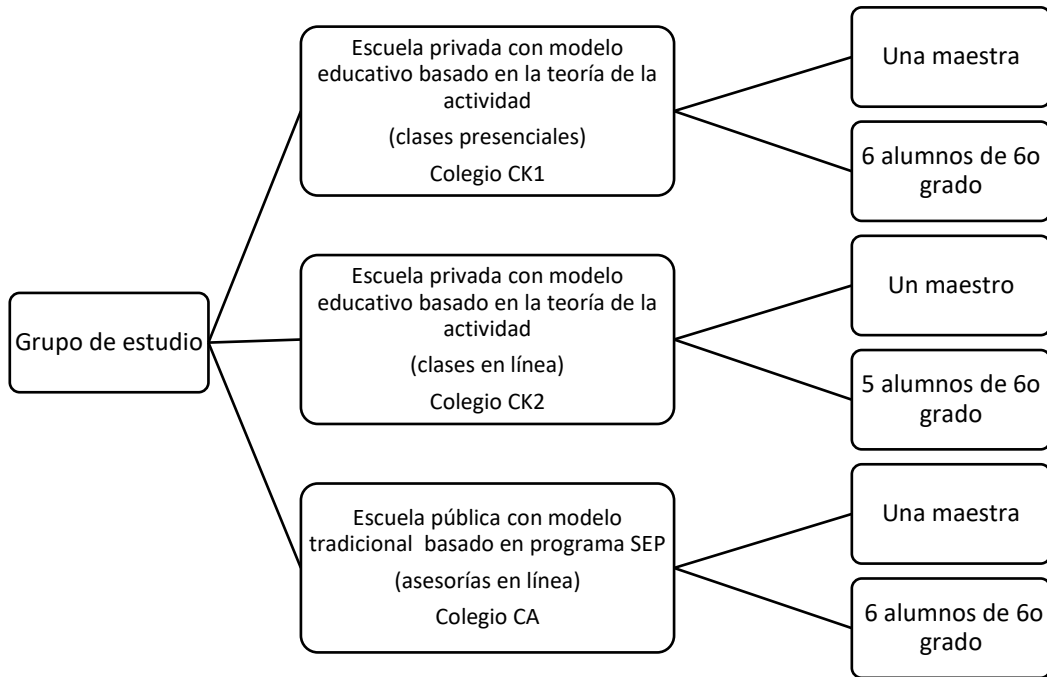 Grupo de estudio
Escuela privada con modelo
educativo basado en la teoría de la
actividad
(clases presenciales)
Colegio CK1
Una maestra
6 alumnos de 6o
grado
Escuela privada con modelo
educativo basado en la teoría de la
actividad
(clases en línea)
Colegio CK2
Un maestro
5 alumnos de 6o
grado
Escuela pública con modelo
tradicional basado en programa SEP
(asesorías en línea)
Colegio CA
Una maestra
6 alumnos de 6o
grado